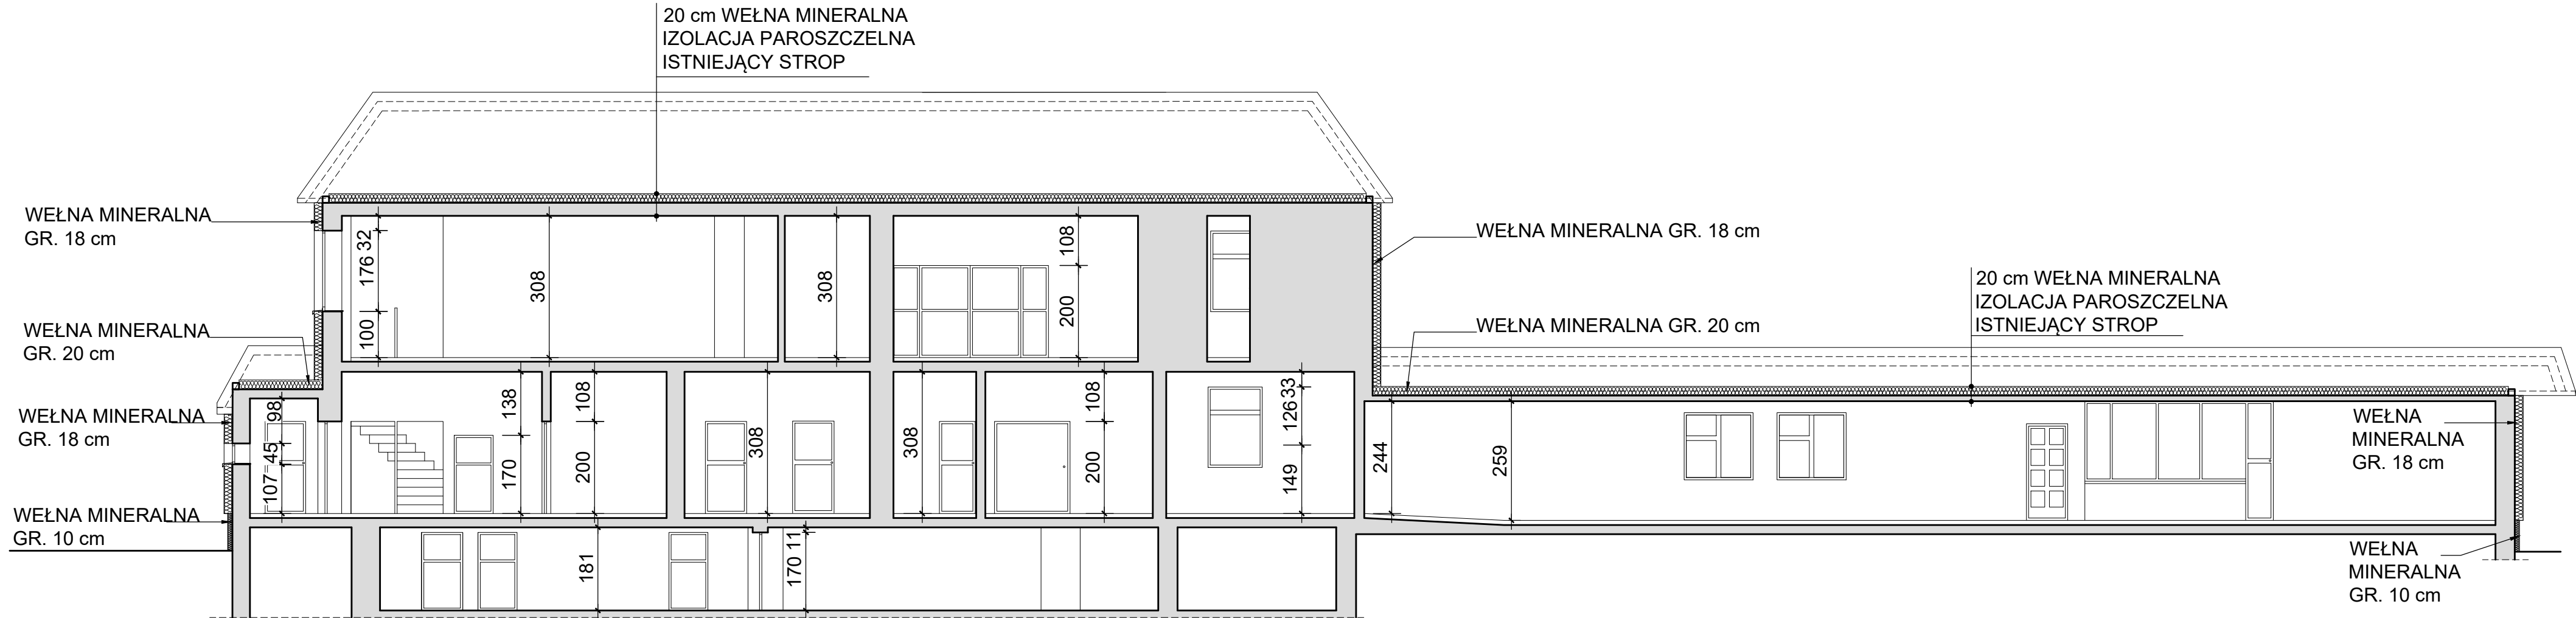 20 cm WEŁNA MINERALNA
IZOLACJA PAROSZCZELNA
ISTNIEJĄCY STROP
WEŁNA MINERALNA
GR. 18 cm
WEŁNA MINERALNA
GR. 20 cm
WEŁNA MINERALNA
GR. 18 cm
WEŁNA MINERALNA
GR. 10 cm
32
176
100
308
308
108
200
98
45
107
138
170
108
200
308
308
108
200
33
126
149
181
11
170
WEŁNA MINERALNA GR. 18 cm
WEŁNA MINERALNA GR. 20 cm
20 cm WEŁNA MINERALNA
IZOLACJA PAROSZCZELNA
ISTNIEJĄCY STROP
244
259
WEŁNA
MINERALNA
GR. 18 cm
WEŁNA
MINERALNA
GR. 10 cm